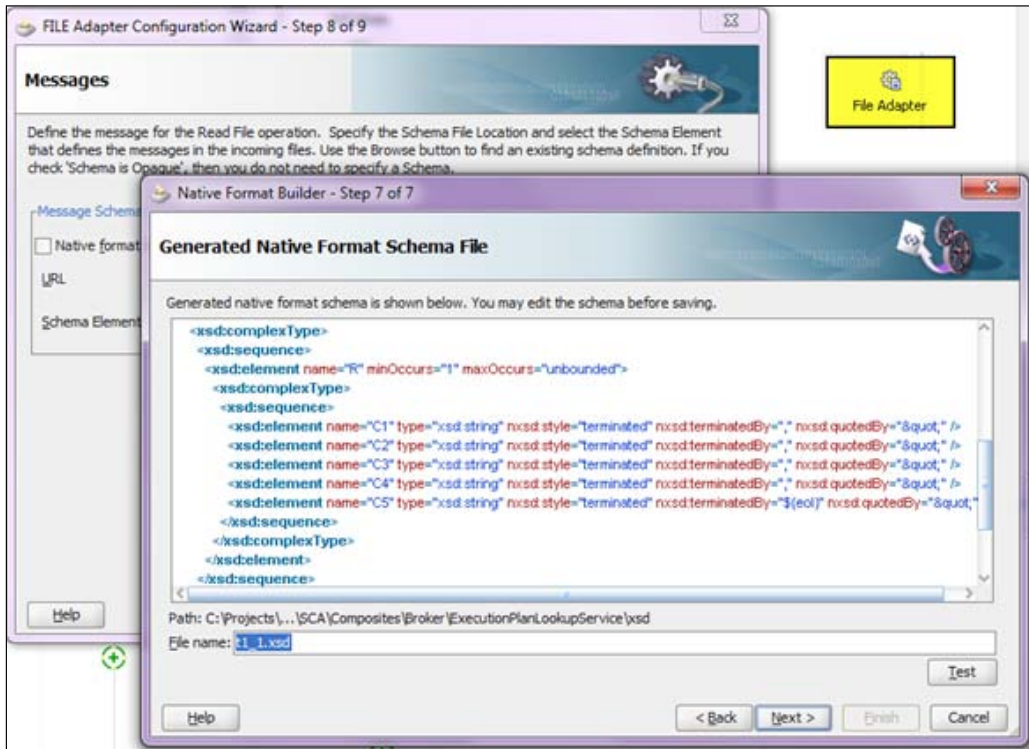 FILE Adapter Configuration Wizard - Step 8 of 9
Messages
File Adapter
Define the message for the Read File operation. Specify the Schema File Location and select the Schema Element
that defines the messages in the incoming files. Use the Browse button to find an existing schema definition. If you
check 'Schema is Opaque', then you do not need to specify a Schema.
Message Schema
Native format
URL
Schema Element
Help
Native Format Builder - Step 7 of 7
Generated Native Format Schema File
Generated native format schema is shown below. You may edit the schema before saving.
<xsd:complexType>
<xsd:sequence>
<xsd:element name="R" minOccurs="1" maxOccurs="unbounded">
<xsd:complexType>
<xsd:sequence>
<xsd:element name="C1" type="xsd:string" nxsd:style="terminated" nxsd:terminatedBy="," nxsd:quotedBy="&quot;" />
<xsd:element name="C2" type="xsd:string" nxsd:style="terminated" nxsd:terminatedBy="," nxsd:quotedBy="&quot;" />
<xsd:element name="C3" type="xsd:string" nxsd:style="terminated" nxsd:terminatedBy="," nxsd:quotedBy="&quot;" />
<xsd:element name="C4" type="xsd:string" nxsd:style="terminated" nxsd:terminatedBy="," nxsd:quotedBy="&quot;" />
<xsd:element name="C5" type="xsd:string" nxsd:style="terminated" nxsd:terminatedBy="${eol}" nxsd:quotedBy="&quot;"
</xsd:sequence>
</xsd:complexType>
</xsd:element>
</xsd:sequence>
Path: C:\Projects\...\SCA\Composites\Broker\ExecutionPlanLookupService\xsd
File name: t1_1.xsd
Test
Help
< Back
Next >
Finish
Cancel